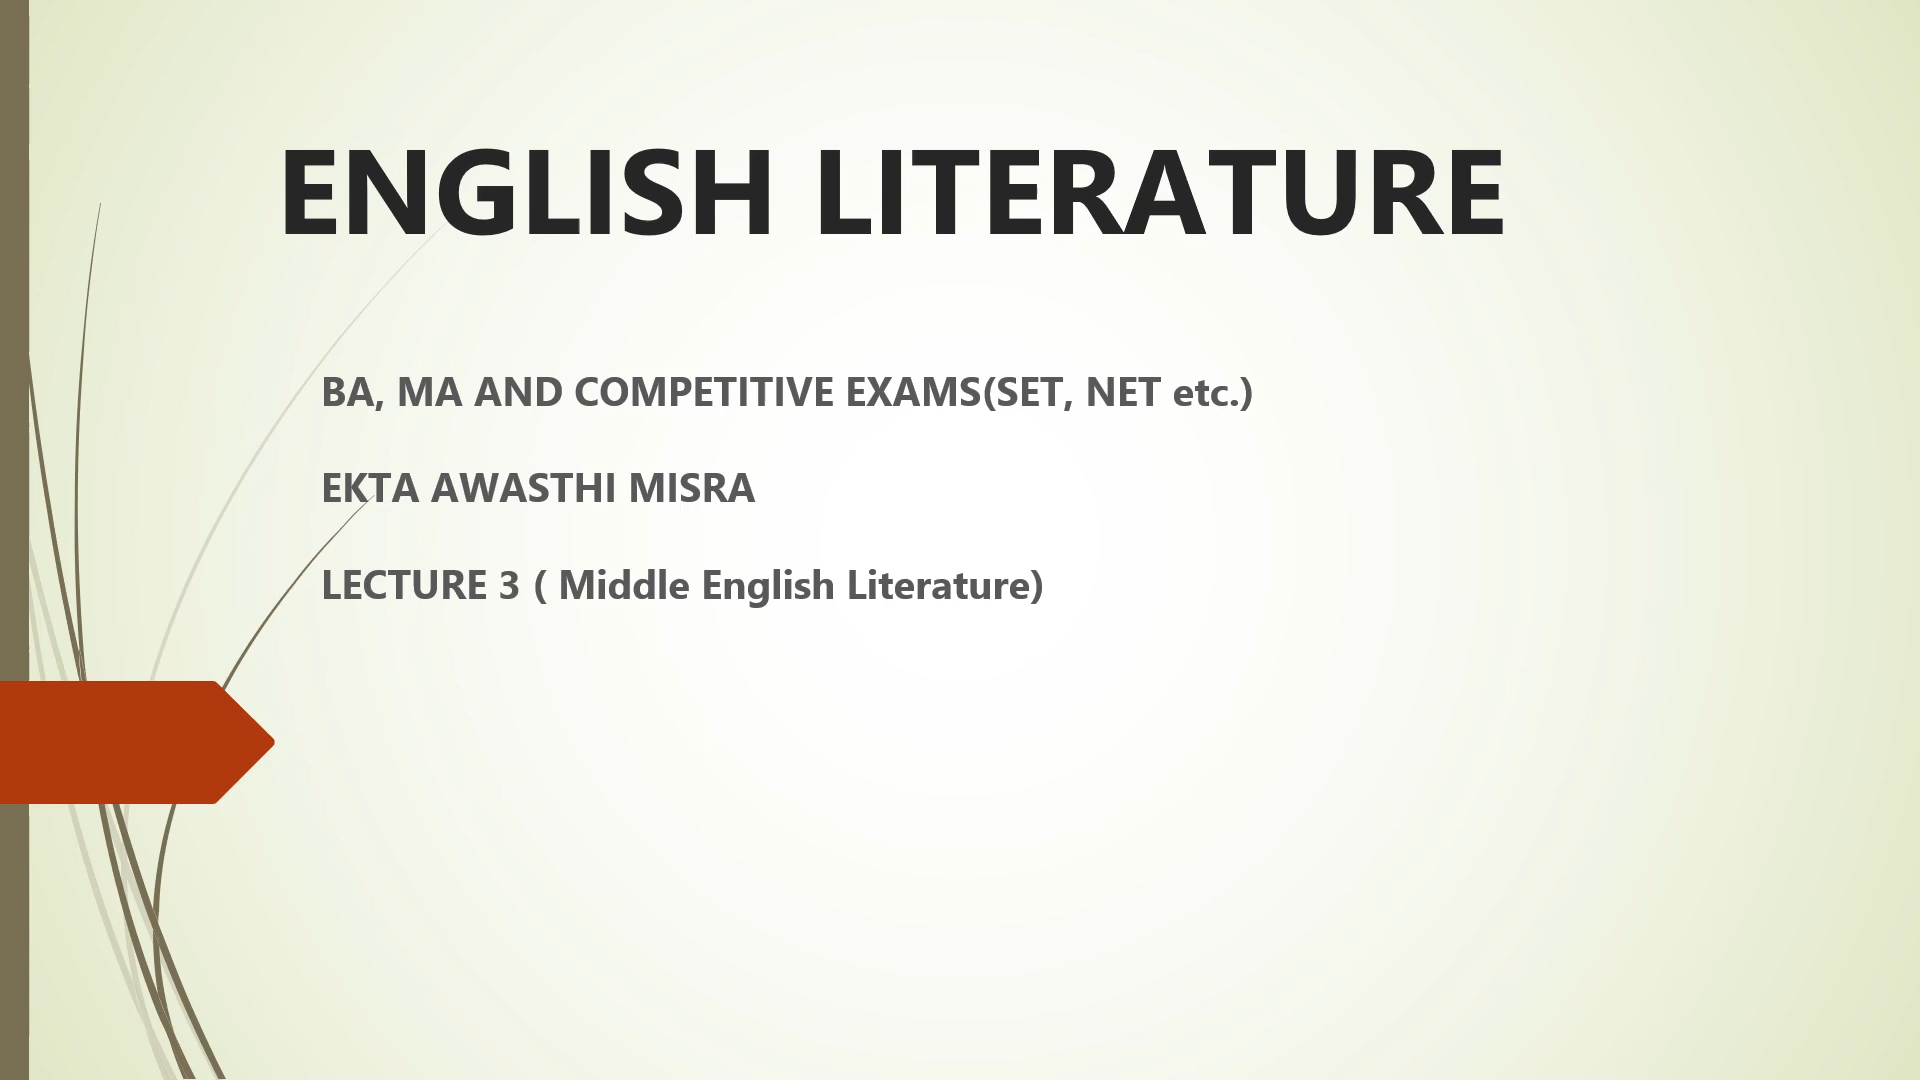 ENGLISH LITERATURE
BA, MA AND COMPETITIVE EXAMS(SET, NET etc.)
EKTA AWASTHI MISRA
LECTURE 3 ( Middle English Literature)